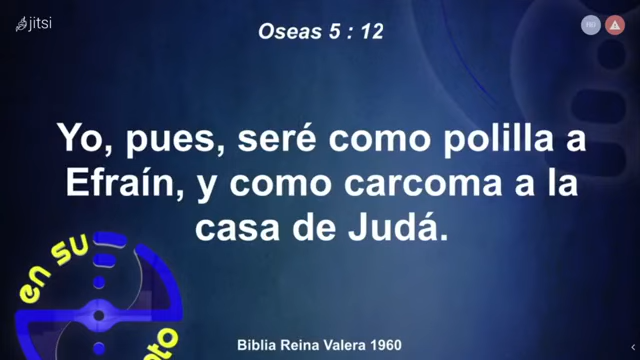 jitsi
Oseas 5 : 12
Yo, pues, seré como polilla a
Efraín, y como carcoma a la
casa de Judá.
en su
Biblia Reina Valera 1960